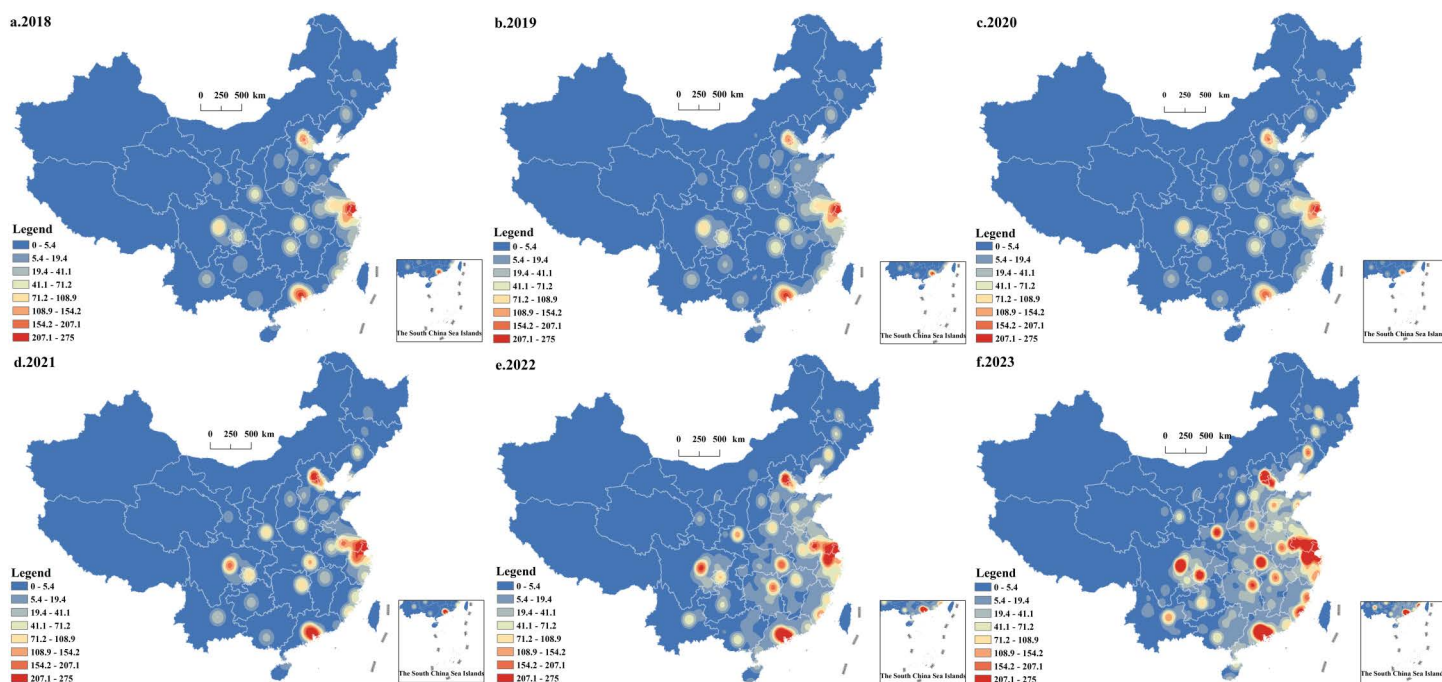 a.2018
0 250 500 km
Legend
0 - 5.4
5.4 - 19.4
19.4 - 41.1
41.1 - 71.2
71.2 - 108.9
108.9 - 154.2
154.2 - 207.1
207.1 - 275
The South China Sea Islands
b.2019
0 250 500 km
Legend
0 - 5.4
5.4 - 19.4
19.4 - 41.1
41.1 - 71.2
71.2 - 108.9
108.9 - 154.2
154.2 - 207.1
207.1 - 275
The South China Sea Islands
c.2020
0 250 500 km
Legend
0 - 5.4
5.4 - 19.4
19.4 - 41.1
41.1 - 71.2
71.2 - 108.9
108.9 - 154.2
154.2 - 207.1
207.1 - 275
The South China Sea Islands
d.2021
0 250 500 km
Legend
0 - 5.4
5.4 - 19.4
19.4 - 41.1
41.1 - 71.2
71.2 - 108.9
108.9 - 154.2
154.2 - 207.1
207.1 - 275
The South China Sea Islands
e.2022
0 250 500 km
Legend
0 - 5.4
5.4 - 19.4
19.4 - 41.1
41.1 - 71.2
71.2 - 108.9
108.9 - 154.2
154.2 - 207.1
207.1 - 275
The South China Sea Islands
f.2023
0 250 500 km
Legend
0 - 5.4
5.4 - 19.4
19.4 - 41.1
41.1 - 71.2
71.2 - 108.9
108.9 - 154.2
154.2 - 207.1
207.1 - 275
The South China Sea Islands